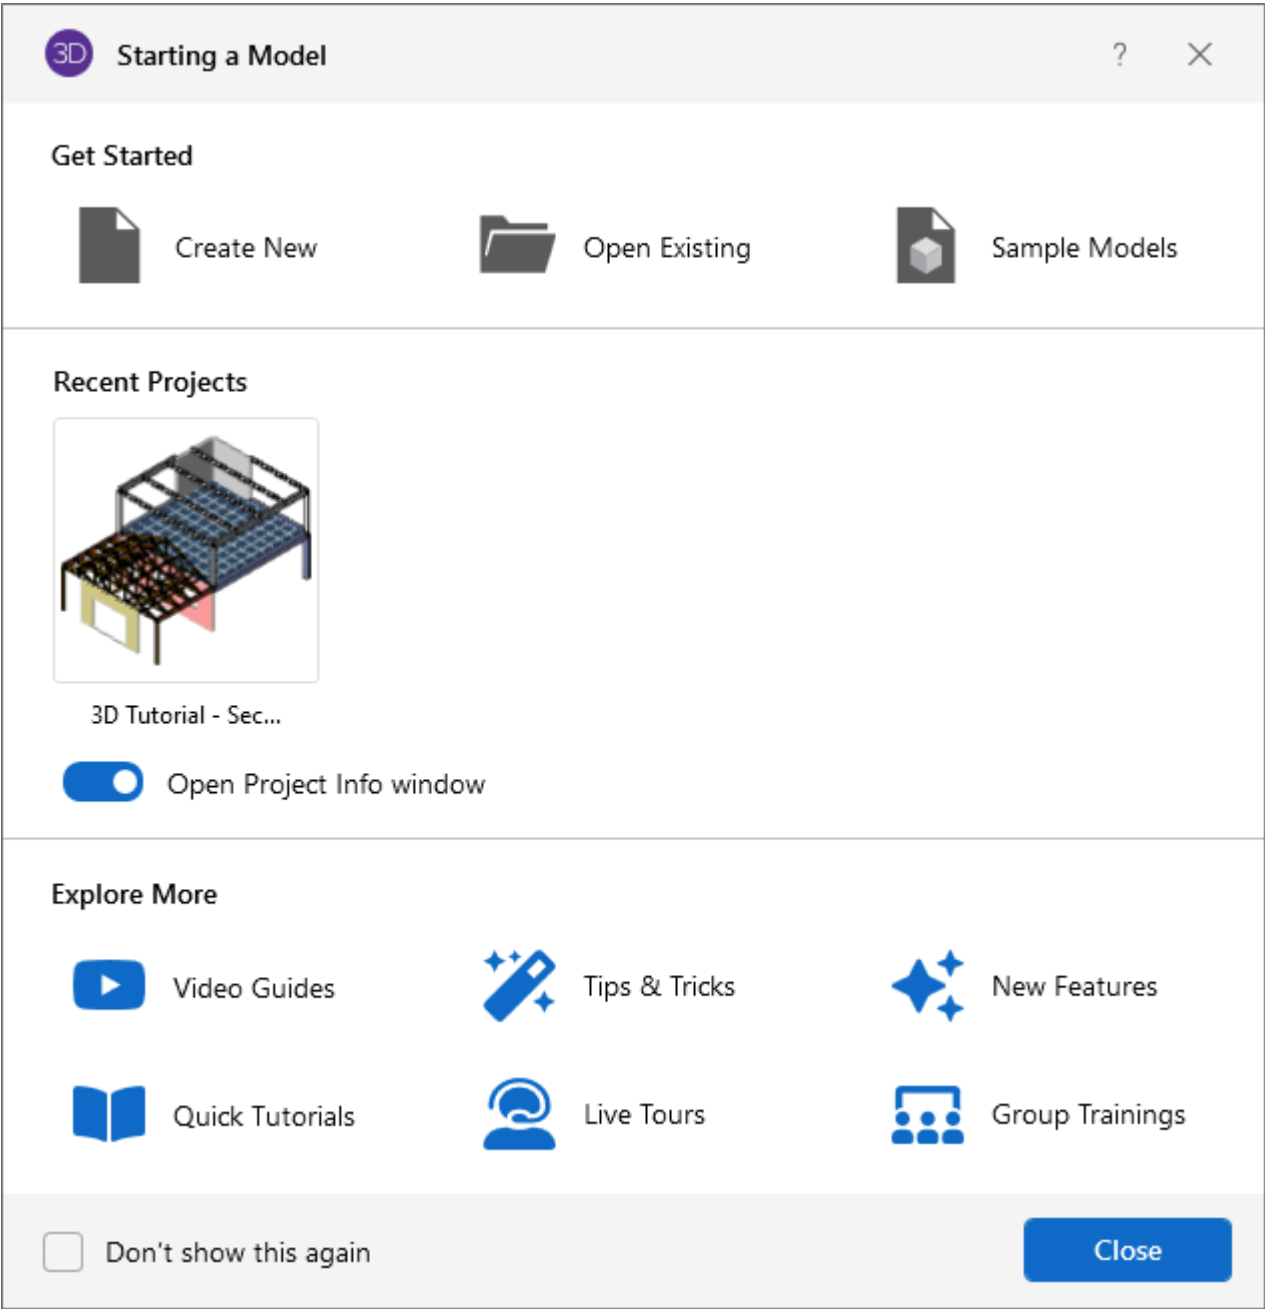 3D Starting a Model ?
Get Started
Create New Open Existing Sample Models
Recent Projects
3D Tutorial - Sec...
Open Project Info window
Explore More
Video Guides Tips & Tricks New Features
Quick Tutorials Live Tours Group Trainings
Don't show this again Close